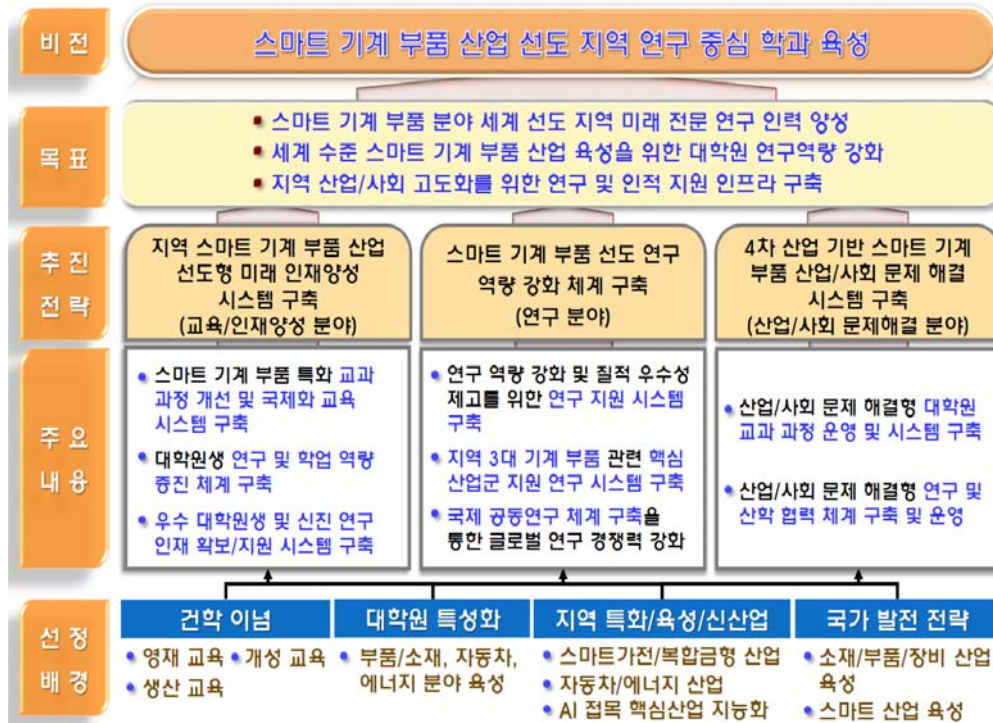 비 전
스마트 기계 부품 산업 선도 지역 연구 중심 학과 육성
목 표
▪ 스마트 기계 부품 분야 세계 선도 지역 미래 전문 연구 인력 양성
▪ 세계 수준 스마트 기계 부품 산업 육성을 위한 대학원 연구역량 강화
▪ 지역 산업/사회 고도화를 위한 연구 및 인적 지원 인프라 구축
추 진
전 략
지역 스마트 기계 부품 산업
선도형 미래 인재양성
시스템 구축
(교육/인재양성 분야)
스마트 기계 부품 선도 연구
역량 강화 체계 구축
(연구 분야)
4차 산업 기반 스마트 기계
부품 산업/사회 문제 해결
시스템 구축
(산업/사회 문제해결 분야)
주 요
내 용
• 스마트 기계 부품 특화 교과
과정 개선 및 국제화 교육
시스템 구축
• 대학원생 연구 및 학업 역량
증진 체계 구축
• 우수 대학원생 및 신진 연구
인재 확보/지원 시스템 구축
• 연구 역량 강화 및 질적 우수성
제고를 위한 연구 지원 시스템
구축
• 지역 3대 기계 부품 관련 핵심
산업군 지원 연구 시스템 구축
• 국제 공동연구 체계 구축을
통한 글로벌 연구 경쟁력 강화
• 산업/사회 문제 해결형 대학원
교과 과정 운영 및 시스템 구축
• 산업/사회 문제 해결형 연구 및
산학 협력 체계 구축 및 운영
선 정
배 경
건학 이념
• 영재 교육 • 개성 교육
• 생산 교육
대학원 특성화
• 부품/소재, 자동차,
에너지 분야 육성
지역 특화/육성/신산업
• 스마트가전/복합금형 산업
• 자동차/에너지 산업
• AI 접목 핵심산업 지능화
국가 발전 전략
• 소재/부품/장비 산업
육성
• 스마트 산업 육성